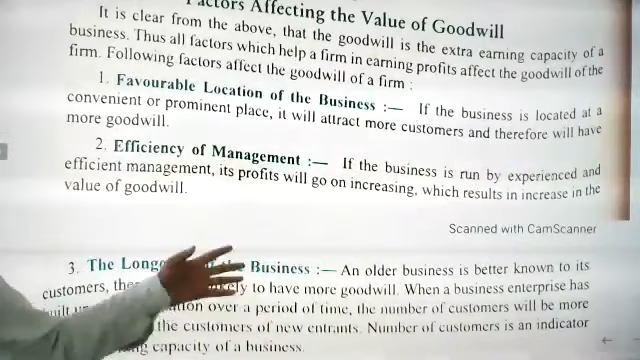 Factors Affecting the Value of Goodwill
It is clear from the above, that the goodwill is the extra earning capacity of a
business. Thus all factors which help a firm in earning profits affect the goodwill of the
firm. Following factors affect the goodwill of a firm :
1. Favourable Location of the Business :— If the business is located at a
convenient or prominent place, it will attract more customers and therefore will have
more goodwill.
2. Efficiency of Management :— If the business is run by experienced and
efficient management, its profits will go on increasing, which results in increase in the
value of goodwill.
Scanned with CamScanner
3. The Business :— An older business is better known to its
customers, to have more goodwill. When a business enterprise has
over a period of time, the number of customers will be more
the customers of new entrants. Number of customers is an indicator
capacity of a business.